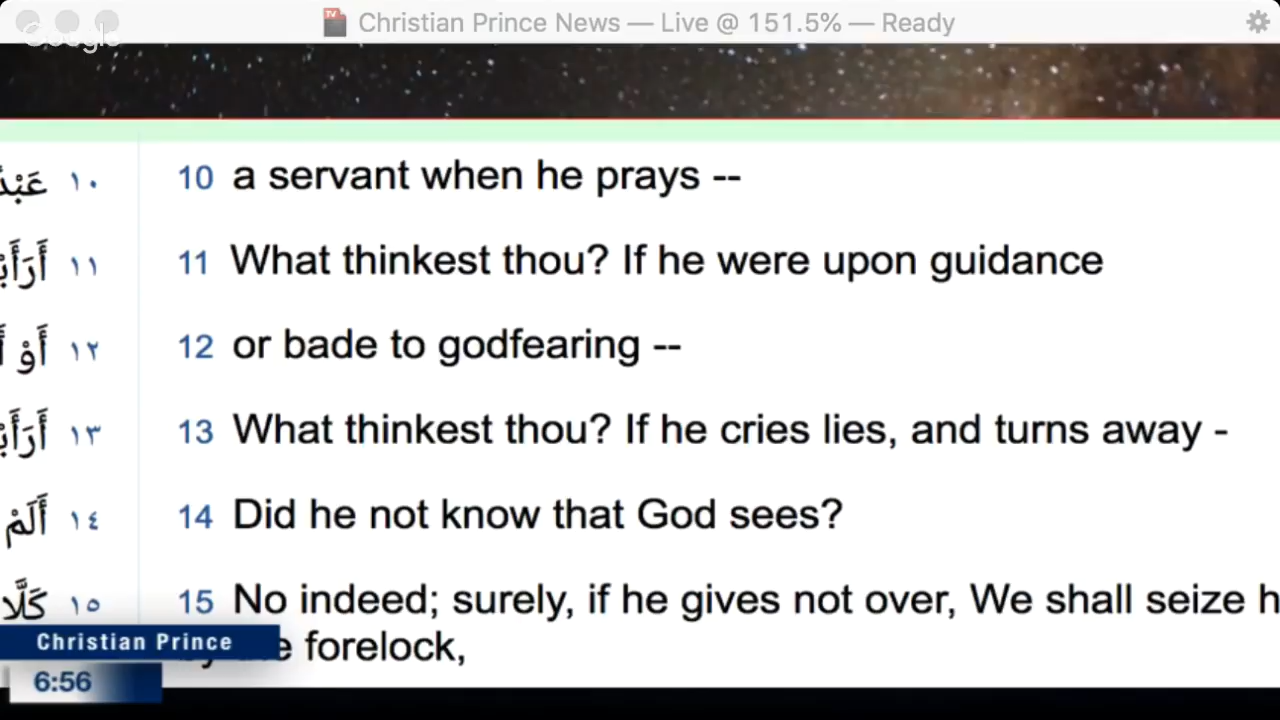 Christian Prince News — Live @ 151.5% — Ready
Google
١٠ 10 a servant when he prays --
١١ 11 What thinkest thou? If he were upon guidance
أَوْ ١٢ 12 or bade to godfearing --
١٣ 13 What thinkest thou? If he cries lies, and turns away -
أَلَمْ ١٤ 14 Did he not know that God sees?
كَلَّا ١٥ 15 No indeed; surely, if he gives not over, We shall seize
forelock,
Christian Prince
6:56